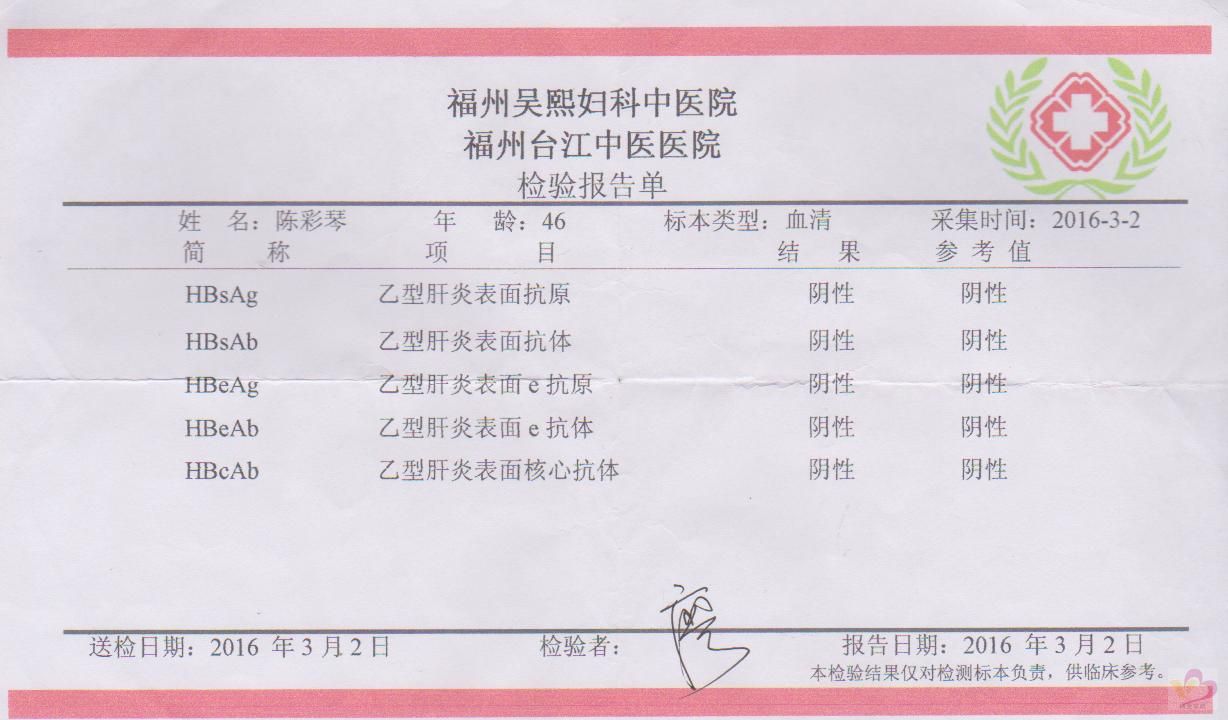 福州吴熙妇科中医院
福州台江中医医院
检验报告单
姓 名：陈彩琴 年 龄：46 标本类型：血清 采集时间：2016-3-2
简 称 项 目 结 果 参 考 值
HBsAg 乙型肝炎表面抗原 阴性 阴性
HBsAb 乙型肝炎表面抗体 阴性 阴性
HBeAg 乙型肝炎表面 e 抗原 阴性 阴性
HBeAb 乙型肝炎表面 e 抗体 阴性 阴性
HBcAb 乙型肝炎表面核心抗体 阴性 阴性
送检日期：2016 年 3 月 2 日 检验者： 报告日期：2016 年 3 月 2 日
本检验结果仅对检测标本负责，供临床参考。